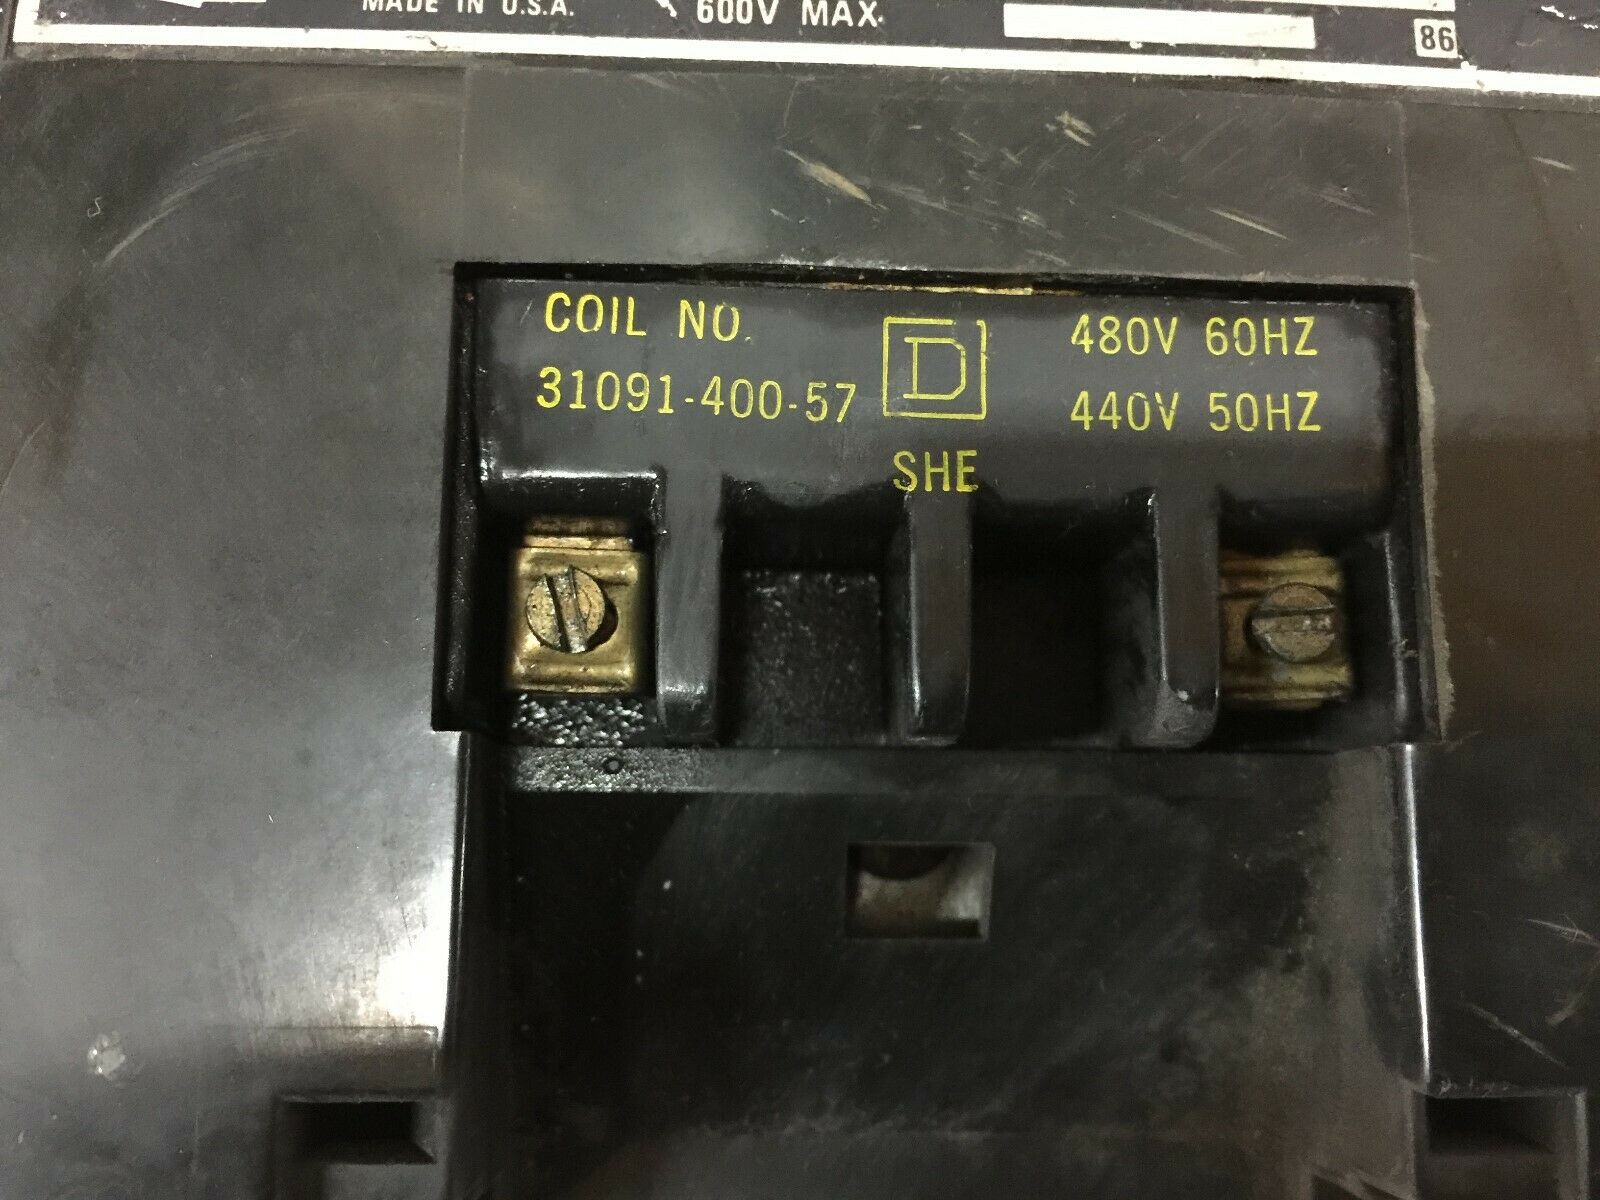 MADE IN U.S.A. 600V MAX.
86
COIL NO. 480V 60HZ
31091-400-57 D 440V 50HZ
SHE